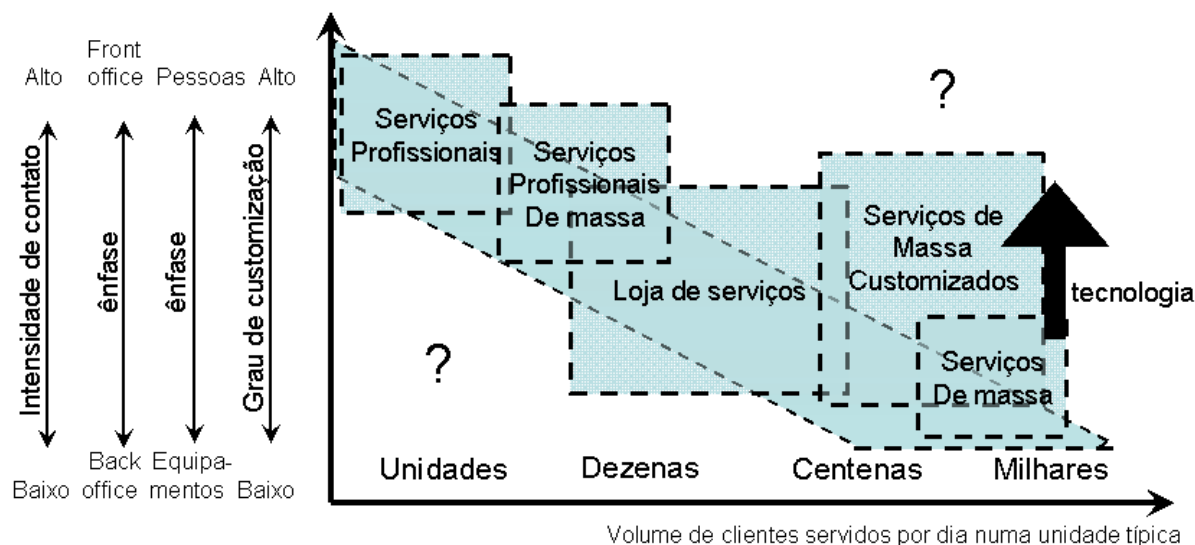 Alto
Front
office
Pessoas
Alto
Intensidade de contato
ênfase
ênfase
Grau de customização
Baixo
Back
office
Equipa-
mentos
Baixo
Serviços
Profissionais
Serviços
Profissionais
De massa
Loja de serviços
Serviços de
Massa
Customizados
Serviços
De massa
?
?
tecnologia
Unidades
Dezenas
Centenas
Milhares
Volume de clientes servidos por dia numa unidade típica